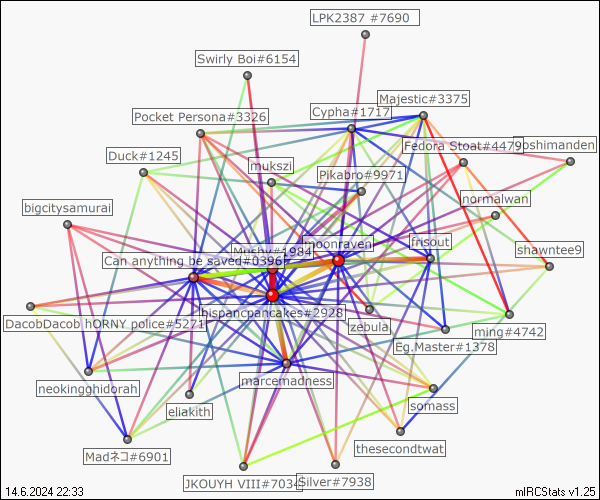 LPK2387 #7690
Swirly Boi#6154
Majestic#3375
Cypha#1717
Pocket Persona#3326
Fedora Stoat#4479
oshimanden
Duck#1245
mukszi
Pikabro#9971
normalwan
bigcitysamurai
moonraven
frisout
Mushy#1984
shawntee9
Can anything be saved#0396
hispancpancakes#2928
DacobDacob hORNY police#5271
zebula
ming#4742
Eg.Master#1378
marcemadness
neokingghidorah
eliakith
somass
thesecondtwat
Madネコ#6901
JKOUYH VIII#7034
Silver#7938
14.6.2024 22:33
mIRCStats v1.25